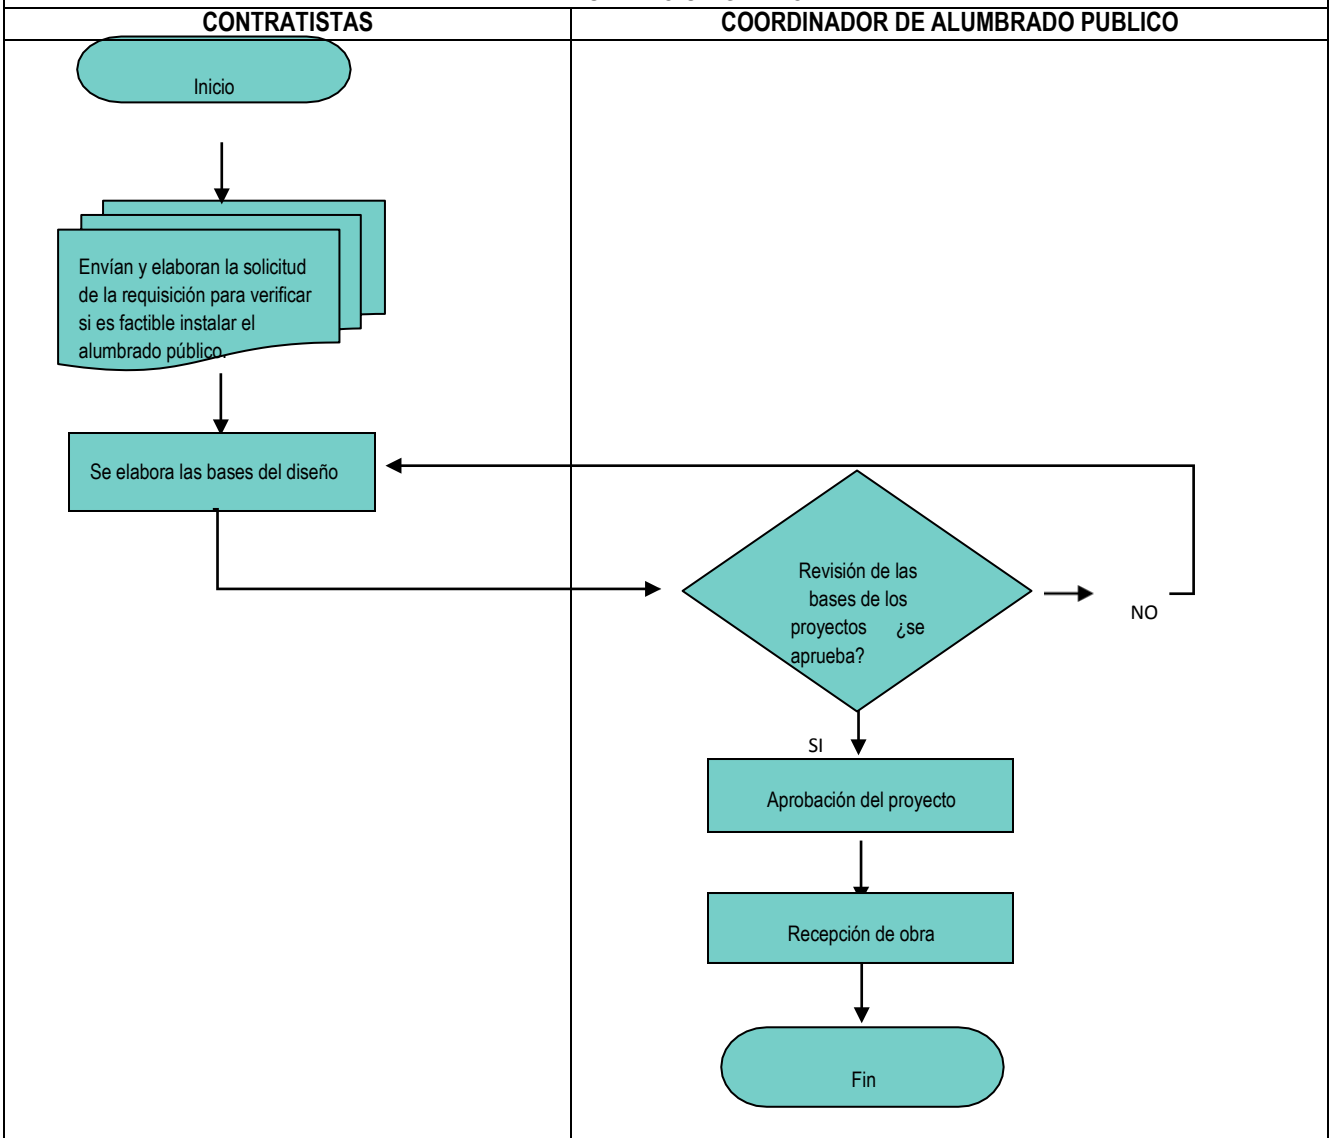 CONTRATISTAS
COORDINADOR DE ALUMBRADO PUBLICO
Inicio
Envían y elaboran la solicitud
de la requisición para verificar
si es factible instalar el
alumbrado público.
Se elabora las bases del diseño
Revisión de las
bases de los
proyectos ¿se
aprueba?
NO
SI
Aprobación del proyecto
Recepción de obra
Fin